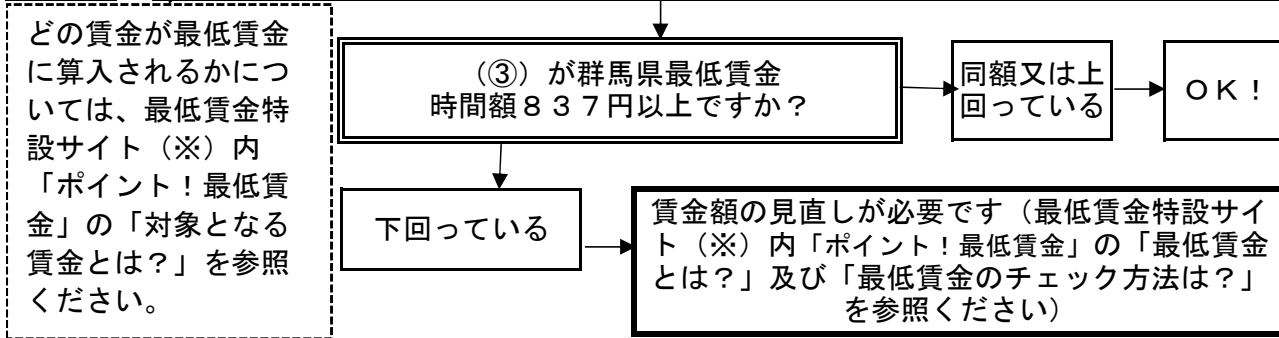 どの賃金が最低賃金
に算入されるかにつ
いては、最低賃金特
設サイト（※）内
「ポイント！最低賃
金」の「対象となる
賃金とは？」を参照
ください。
（③）が群馬県最低賃金
時間額８３７円以上ですか？
同額又は上
回っている
ＯＫ！
下回っている
賃金額の見直しが必要です（最低賃金特設サイ
ト（※）内「ポイント！最低賃金」の「最低賃金
とは？」及び「最低賃金のチェック方法は？」
を参照ください）